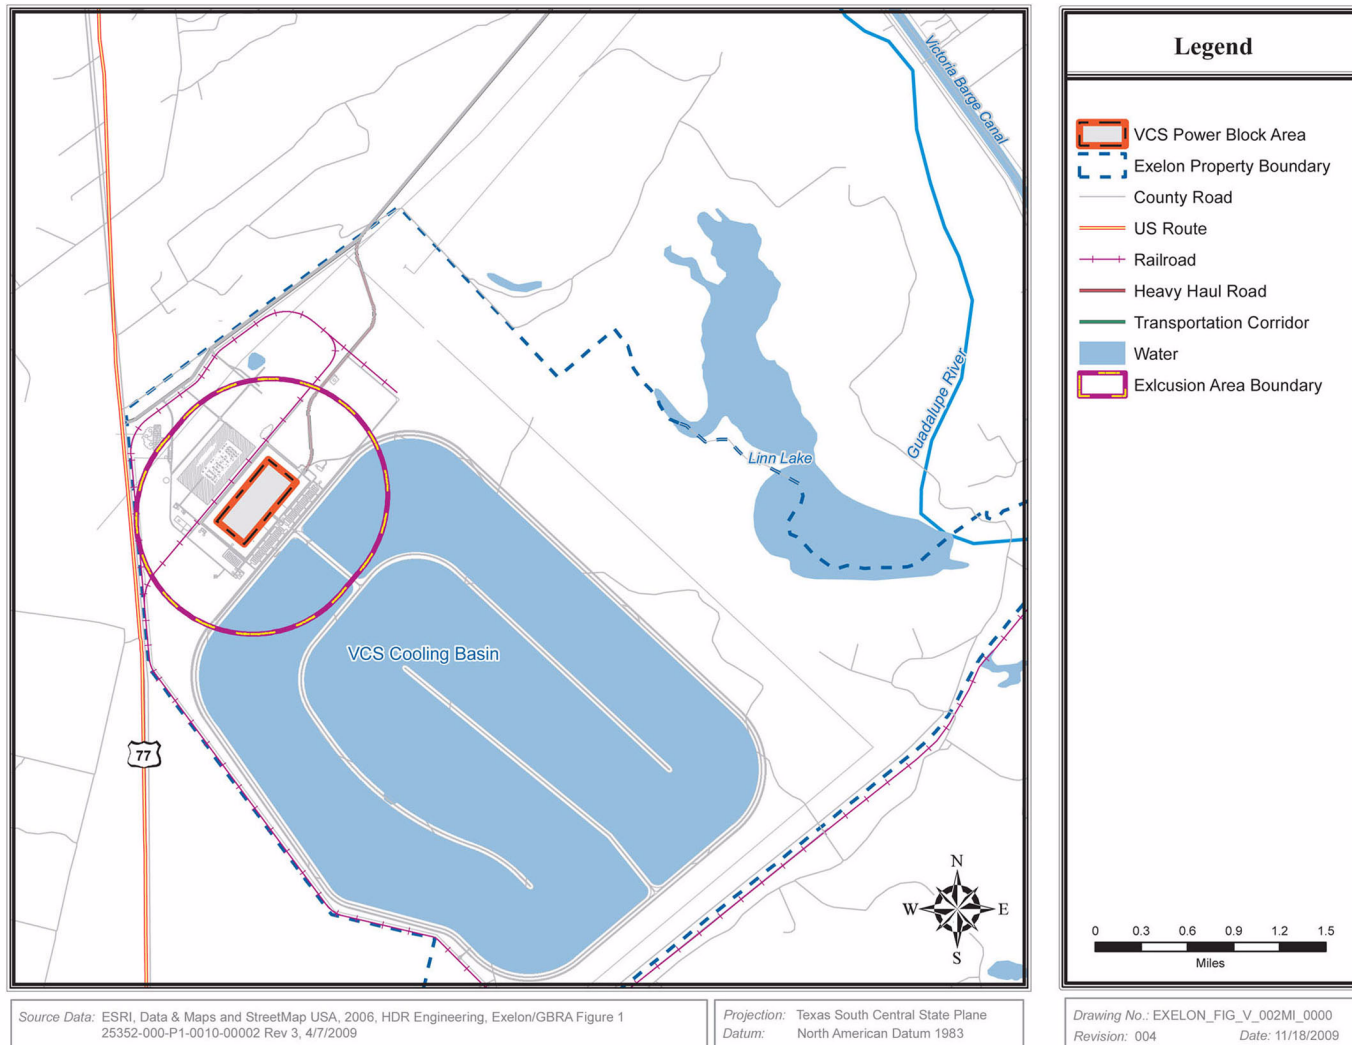 Victoria Barge Canal
Guadalupe River
Linn Lake
VCS Cooling Basin
77
N
W E
S
Legend
VCS Power Block Area
Exelon Property Boundary
County Road
US Route
Railroad
Heavy Haul Road
Transportation Corridor
Water
Exlcusion Area Boundary
0 0.3 0.6 0.9 1.2 1.5
Miles
Source Data: ESRI, Data & Maps and StreetMap USA, 2006, HDR Engineering, Exelon/GBRA Figure 1
25352-000-P1-0010-00002 Rev 3, 4/7/2009
Projection: Texas South Central State Plane
Datum: North American Datum 1983
Drawing No.: EXELON_FIG_V_002MI_0000
Revision: 004 Date: 11/18/2009